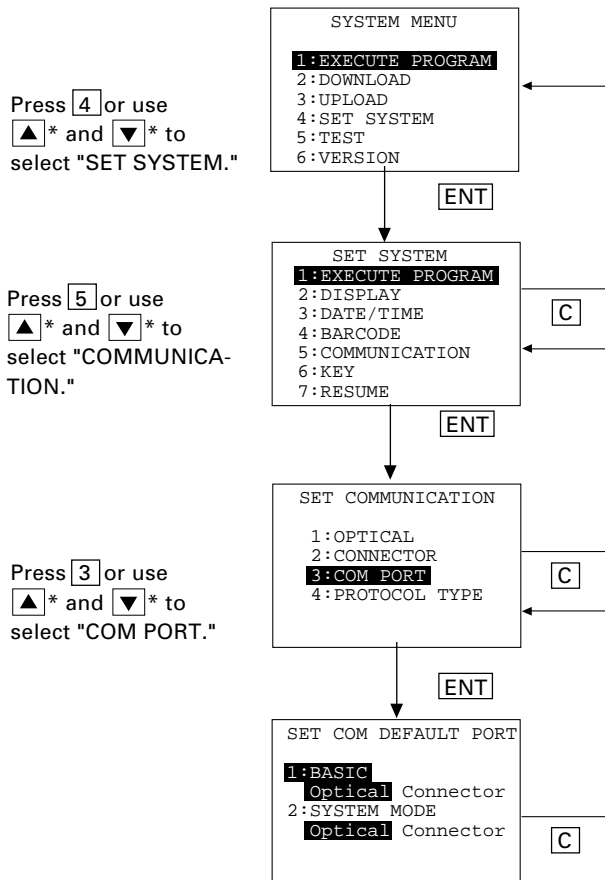 SYSTEM MENU
1:EXECUTE PROGRAM
2:DOWNLOAD
3:UPLOAD
4:SET SYSTEM
5:TEST
6:VERSION
Press 4 or use
▲* and ▼* to
select "SET SYSTEM."
ENT
SET SYSTEM
1:EXECUTE PROGRAM
2:DISPLAY
3:DATE/TIME
4:BARCODE
5:COMMUNICATION
6:KEY
7:RESUME
Press 5 or use
▲* and ▼* to
select "COMMUNICA-
TION."
C
ENT
SET COMMUNICATION
1:OPTICAL
2:CONNECTOR
3:COM PORT
4:PROTOCOL TYPE
Press 3 or use
▲* and ▼* to
select "COM PORT."
C
ENT
SET COM DEFAULT PORT
1:BASIC
Optical Connector
2:SYSTEM MODE
Optical Connector
C